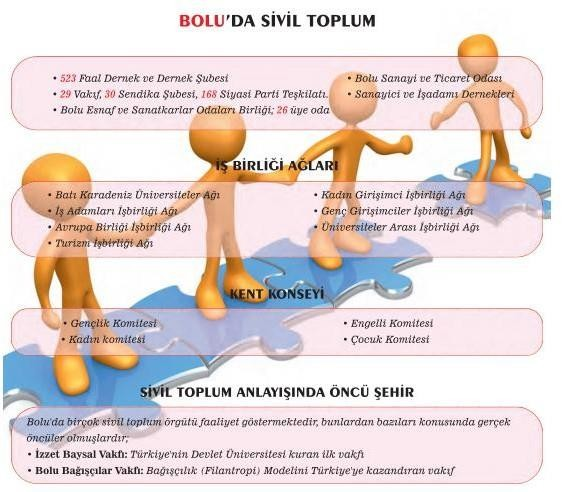 BOLU'DA SİVİL TOPLUM
• 523 Faal Dernek ve Dernek Şubesi
• 29 Vakıf, 30 Sendika Şubesi, 168 Siyasi Parti Teşkilatı.
• Bolu Esnaf ve Sanatkarlar Odaları Birliği; 26 üye oda
• Bolu Sanayi ve Ticaret Odası
• Sanayici ve İşadamı Dernekleri
İŞ BİRLİĞİ AĞLARI
• Batı Karadeniz Üniversiteler Ağı
• İş Adamları İşbirliği Ağı
• Avrupa Birliği İşbirliği Ağı
• Turizm İşbirliği Ağı
• Kadın Girişimci İşbirliği Ağı
• Genç Girişimciler İşbirliği Ağı
• Üniversiteler Arası İşbirliği Ağı
KENT KONSEYİ
• Gençlik Komitesi
• Kadın komitesi
• Engelli Komitesi
• Çocuk Komitesi
SİVİL TOPLUM ANLAYIŞINDA ÖNCÜ ŞEHİR
Bolu'da birçok sivil toplum örgütü faaliyet göstermektedir, bunlardan bazıları konusunda gerçek
öncüler olmuşlardır;
• İzzet Baysal Vakfı: Türkiye'nin Devlet Üniversitesi kuran ilk vakfı
• Bolu Bağışçılar Vakfı: Bağışçılık (Filantropi) Modelini Türkiye'ye kazandıran vakıf